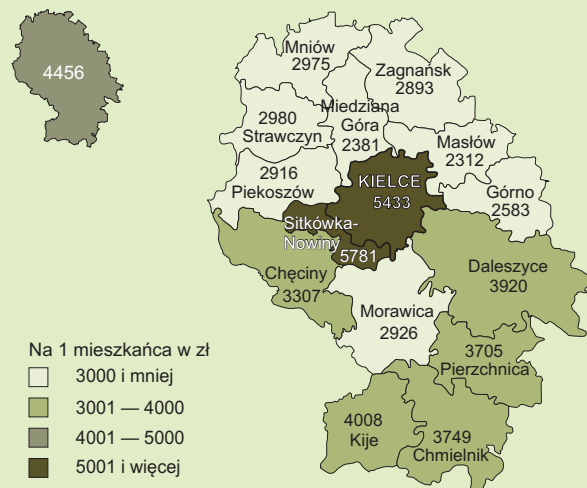 4456
Mniów
2975
Zagnańsk
2893
Miedziana
Góra
2381
2980
Strawczyn
Masłów
2312
2916
Piekoszów
KIELCE
5433
Górno
2583
Sitkówka-
Nowiny
5781
Chęciny
3307
Daleszyce
3920
Morawica
2926
3705
Pierzchnica
4008
Kije
3749
Chmielnik
Na 1 mieszkańca w zł
3000 i mniej
3001 — 4000
4001 — 5000
5001 i więcej